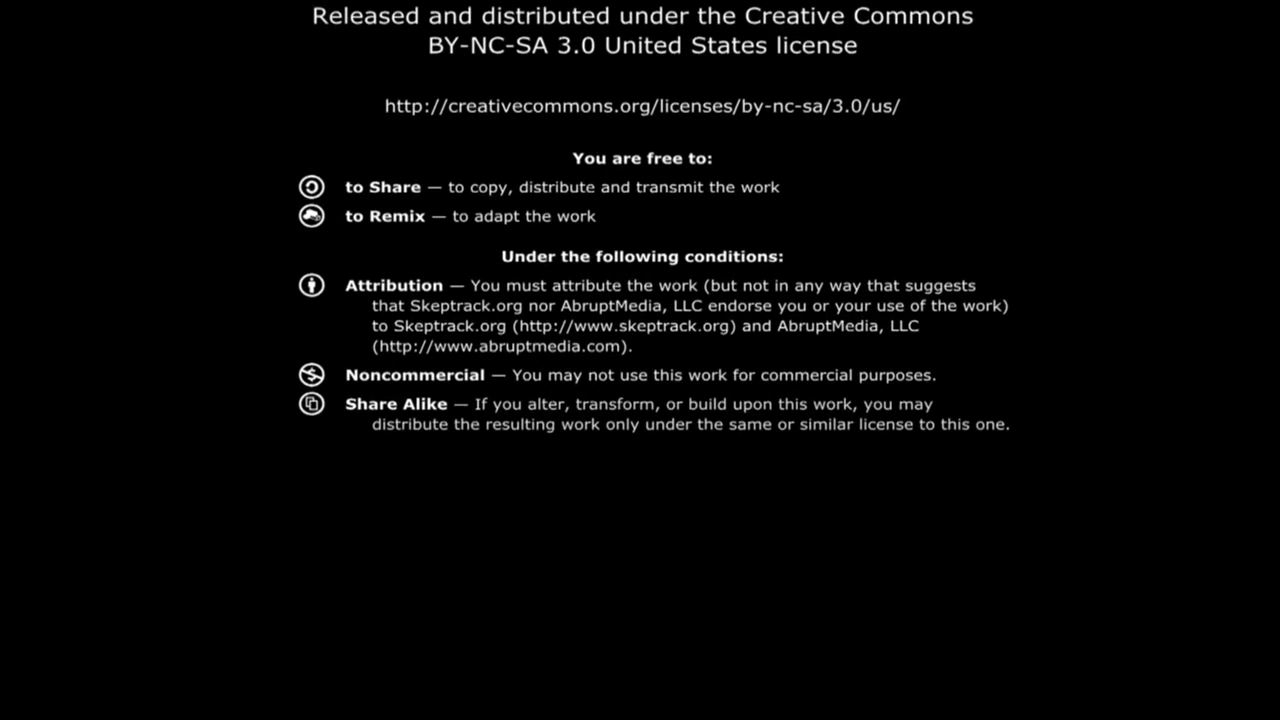 Released and distributed under the Creative Commons
BY-NC-SA 3.0 United States license
http://creativecommons.org/licenses/by-nc-sa/3.0/us/
You are free to:
to Share — to copy, distribute and transmit the work
to Remix — to adapt the work
Under the following conditions:
Attribution — You must attribute the work (but not in any way that suggests
that Skeptrack.org nor AbruptMedia, LLC endorse you or your use of the work)
to Skeptrack.org (http://www.skeptrack.org) and AbruptMedia, LLC
(http://www.abruptmedia.com).
Noncommercial — You may not use this work for commercial purposes.
Share Alike — If you alter, transform, or build upon this work, you may
distribute the resulting work only under the same or similar license to this one.